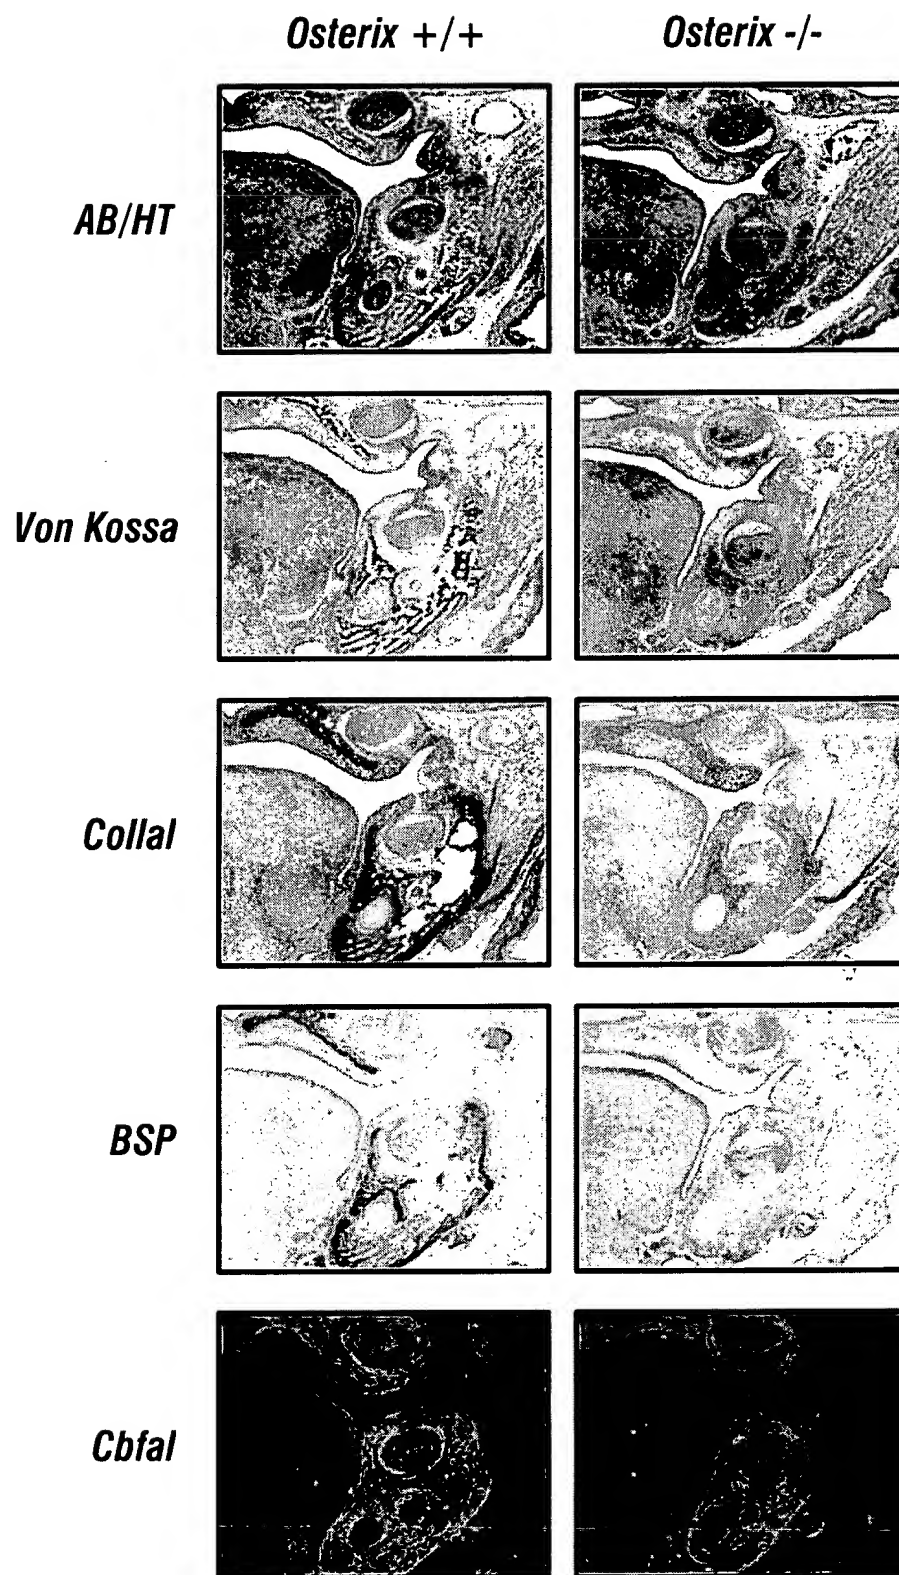 Osterix +/+ Osterix -/-
AB/HT
Von Kossa
Collal
BSP
Cbfal